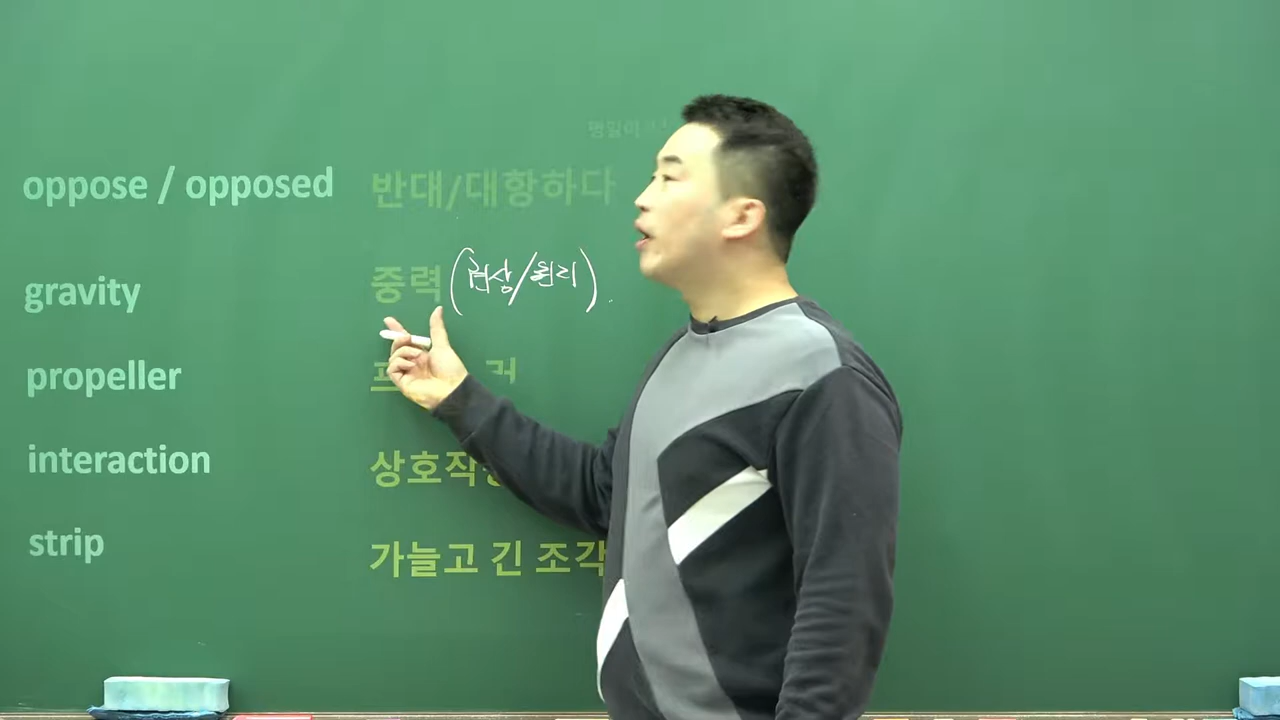 oppose / opposed 반대/대항하다
gravity 중력 (현상/원리)
propeller
interaction 상호작
strip 가늘고 긴 조각